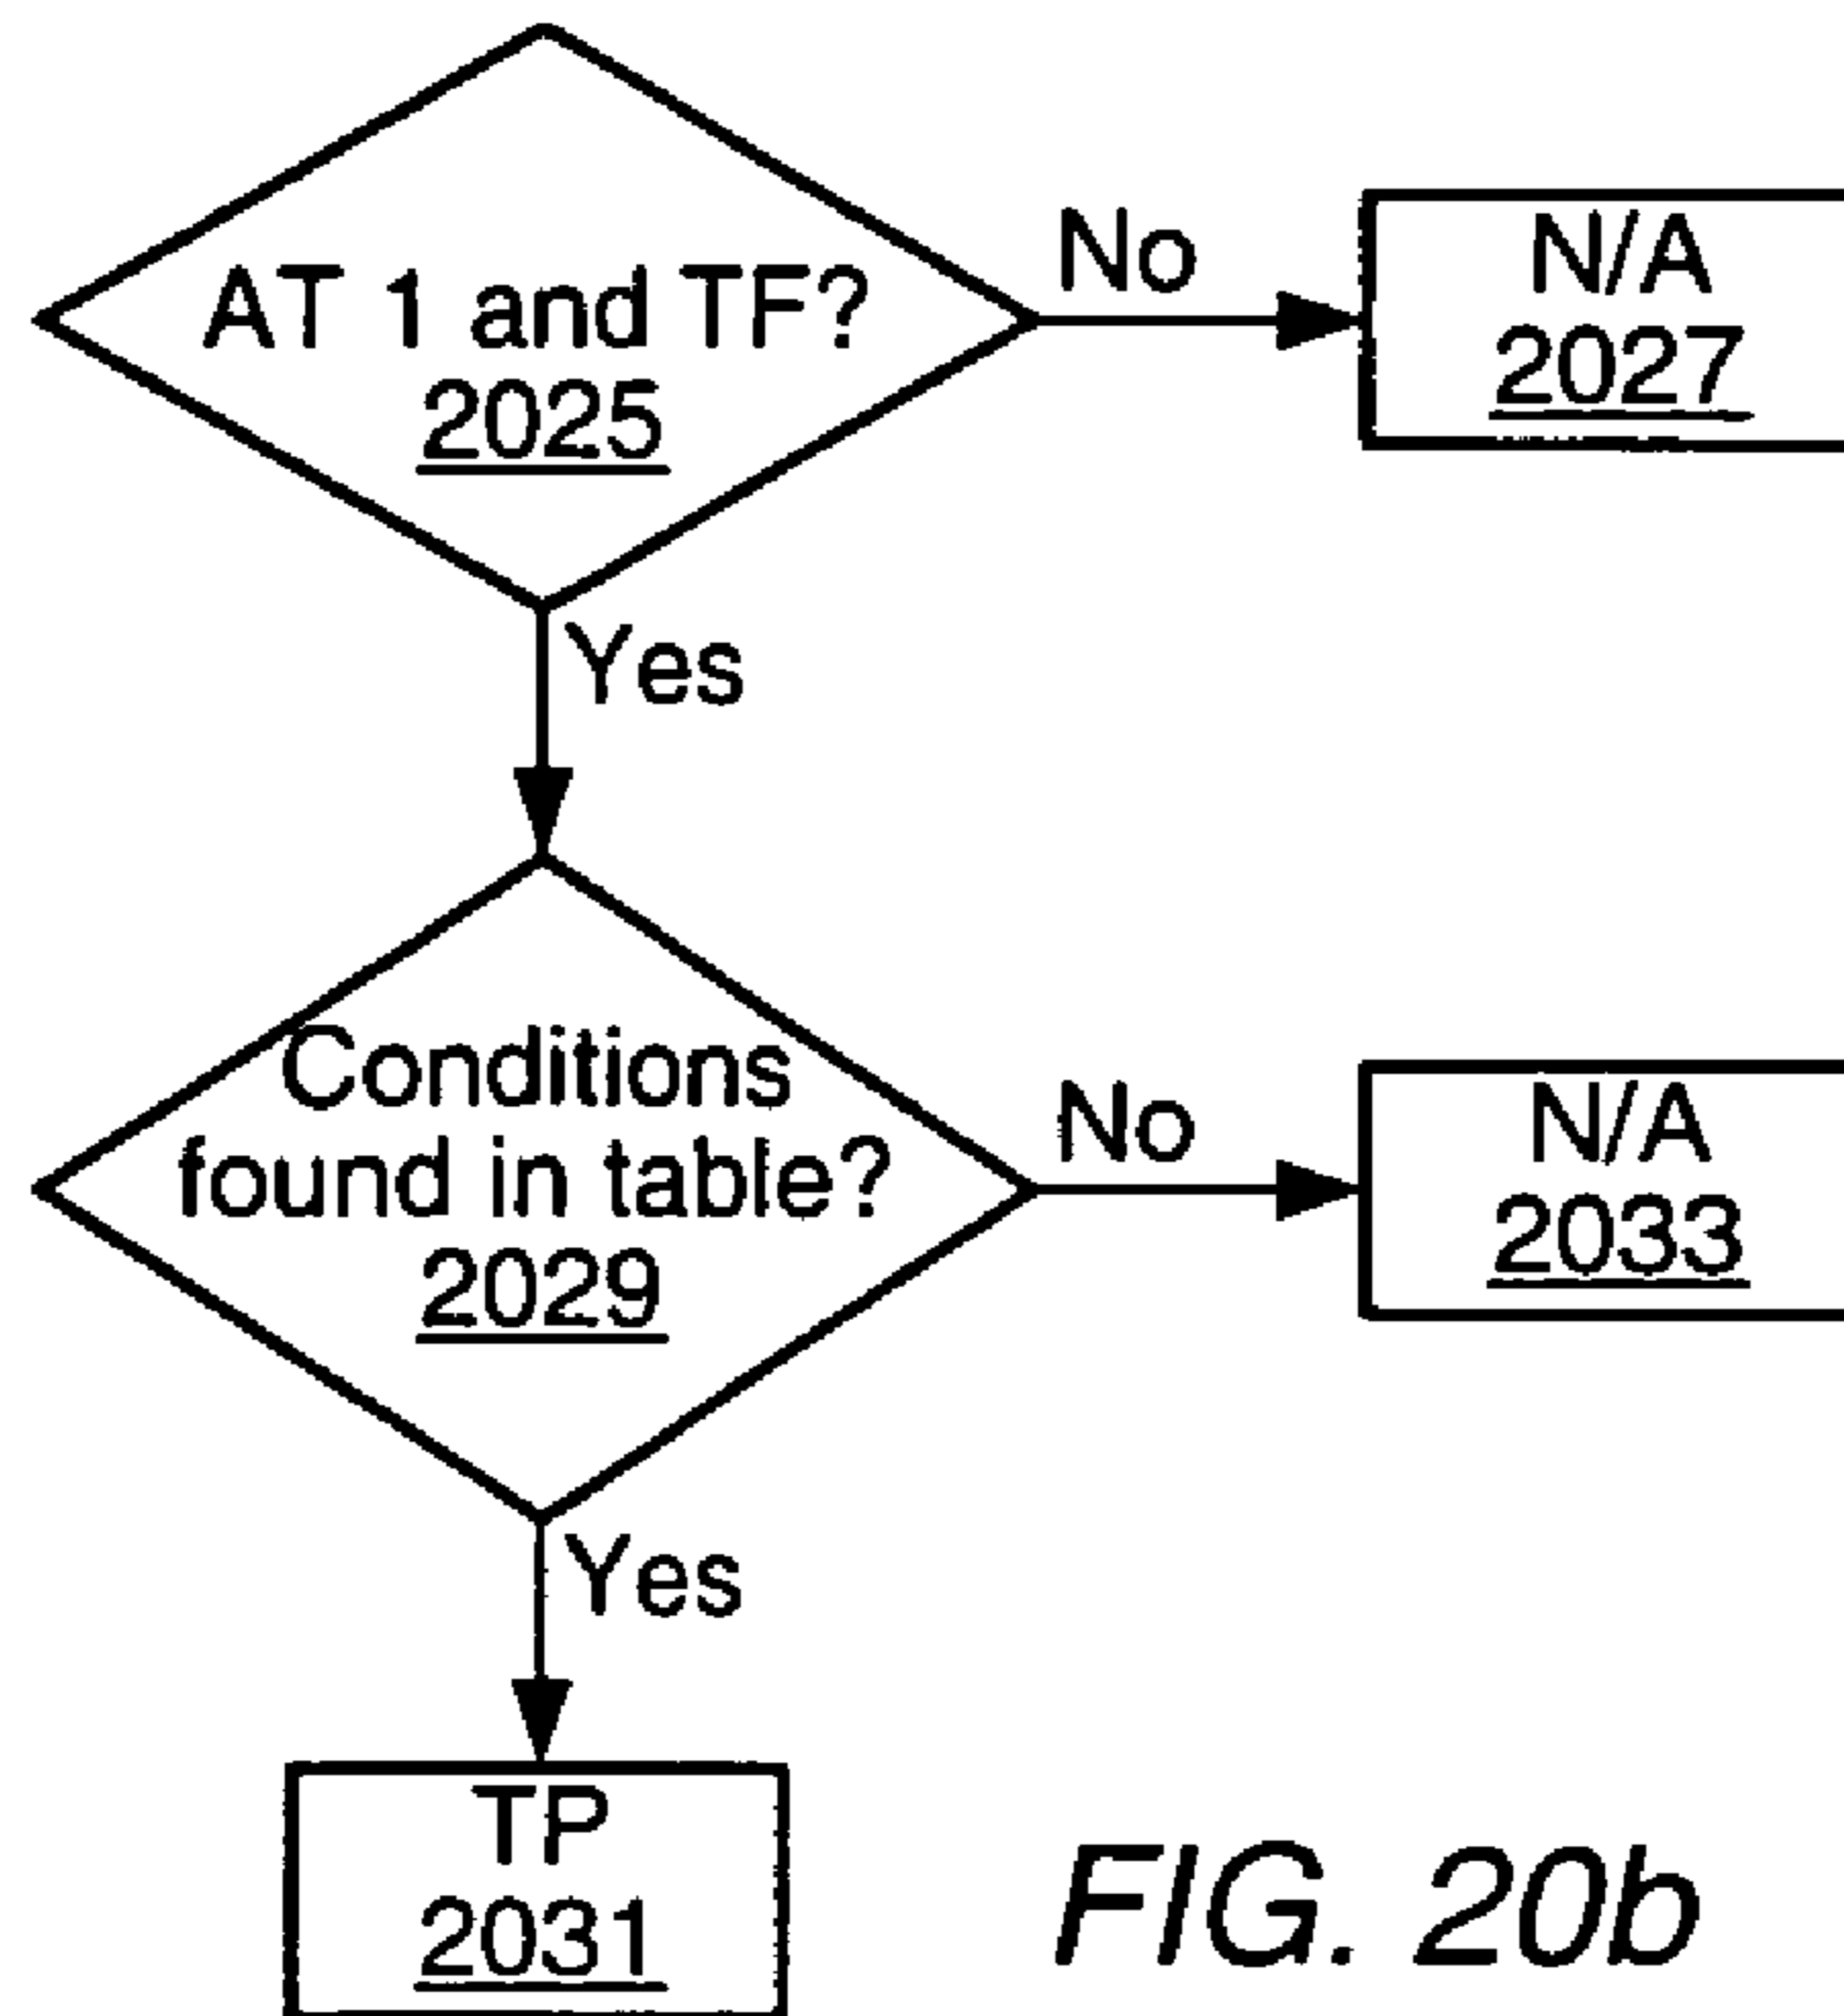 AT 1 and TF?
2025
No
N/A
2027
Yes
Conditions
found in table?
2029
No
N/A
2033
Yes
TP
2031
FIG. 20b